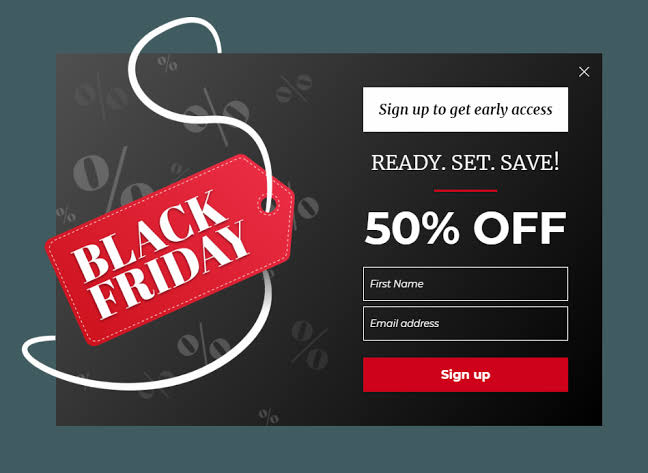 BLACK
FRIDAY
Sign up to get early access
READY. SET. SAVE!
50% OFF
First Name
Email address
Sign up